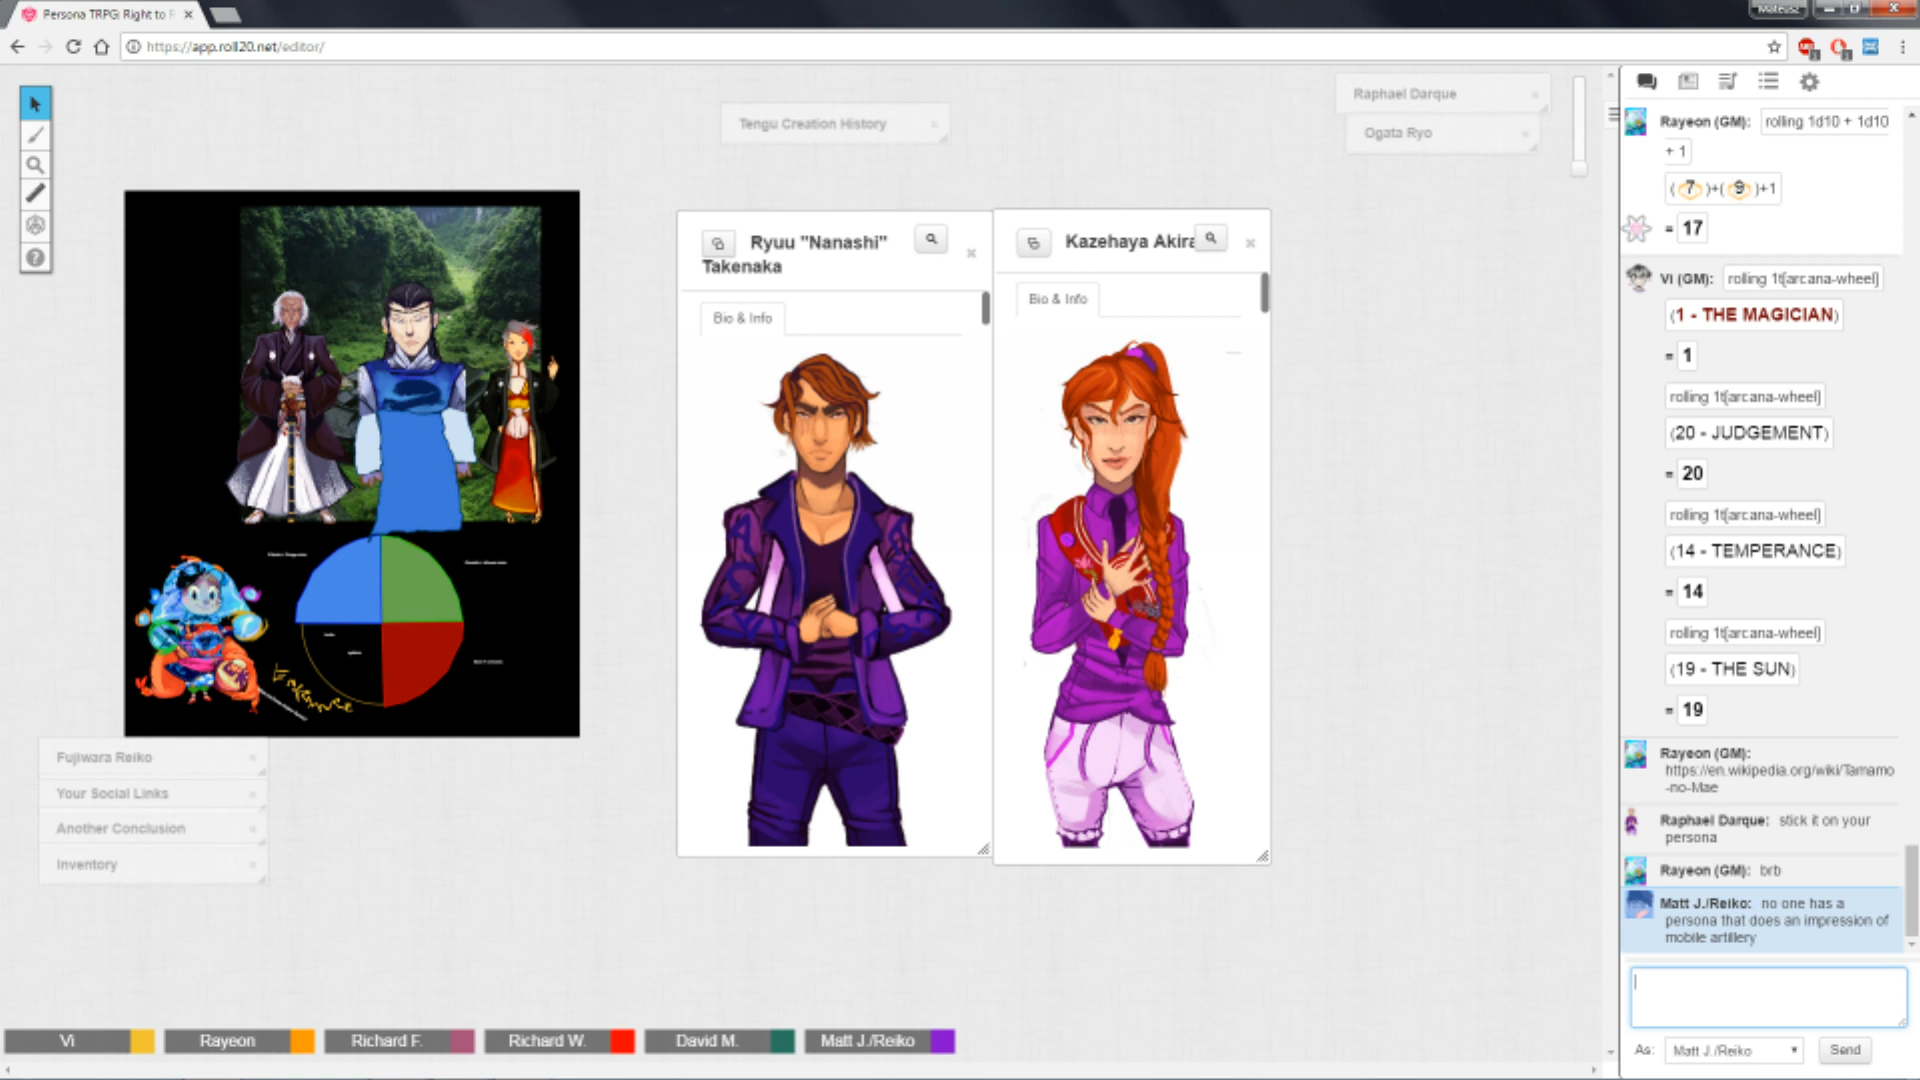 Persona TRPG: Right to F
Mateusz
https://app.roll20.net/editor/
Tengu Creation History
Raphael Darque
Ogata Ryo
Ryuu "Nanashi"
Takenaka
Bio & Info
Kazehaya Akira
Bio & Info
Fujiwara Reiko
Your Social Links
Another Conclusion
Inventory
Vi
Rayeon
Richard F.
Richard W.
David M.
Matt J./Reiko
Rayeon (GM): rolling 1d10 + 1d10
+ 1
(7)+(9)+1
= 17
Vi (GM): rolling 1t[arcana-wheel]
(1 - THE MAGICIAN)
= 1
rolling 1t[arcana-wheel]
(20 - JUDGEMENT)
= 20
rolling 1t[arcana-wheel]
(14 - TEMPERANCE)
= 14
rolling 1t[arcana-wheel]
(19 - THE SUN)
= 19
Rayeon (GM):
https://en.wikipedia.org/wiki/Tamamo
-no-Mae
Raphael Darque: stick it on your
persona
Rayeon (GM): brb
Matt J./Reiko: no one has a
persona that does an impression of
mobile artillery
As: Matt J./Reiko
Send